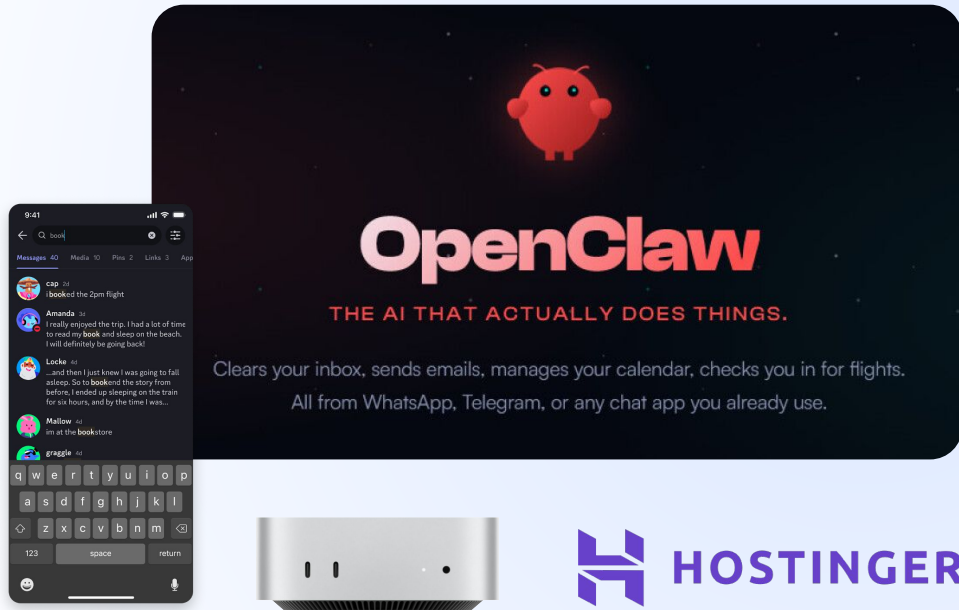 OpenClaw
THE AI THAT ACTUALLY DOES THINGS.
Clears your inbox, sends emails, manages your calendar, checks you in for flights.
All from WhatsApp, Telegram, or any chat app you already use.
9:41
book
Messages 40 Media 10 Pins 2 Links 3 App
cap 2d
i booked the 2pm flight
Amanda 3d
I really enjoyed the trip. I had a lot of time
to read my book and sleep on the beach.
I will definitely be going back!
Locke 4d
...and then I just knew I was going to fall
asleep. So to bookend the story from
before, I ended up sleeping on the train
for six hours, and by the time I was...
Mallow 4d
im at the bookstore
graggle 4d
q w e r t y u i o p
a s d f g h j k l
z x c v b n m
123 space return
HOSTINGER